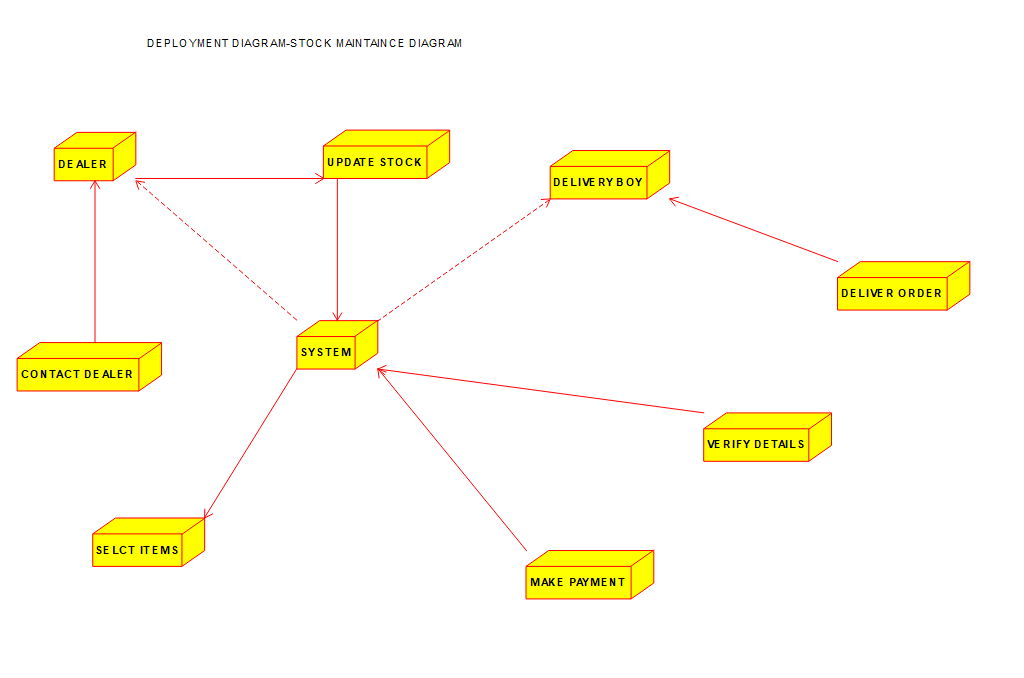 DEPLOYMENT DIAGRAM-STOCK MAINTAINCE DIAGRAM
DEALER
UPDATE STOCK
DELIVERY BOY
DELIVER ORDER
SYSTEM
CONTACT DEALER
VERIFY DETAILS
SELCT ITEMS
MAKE PAYMENT